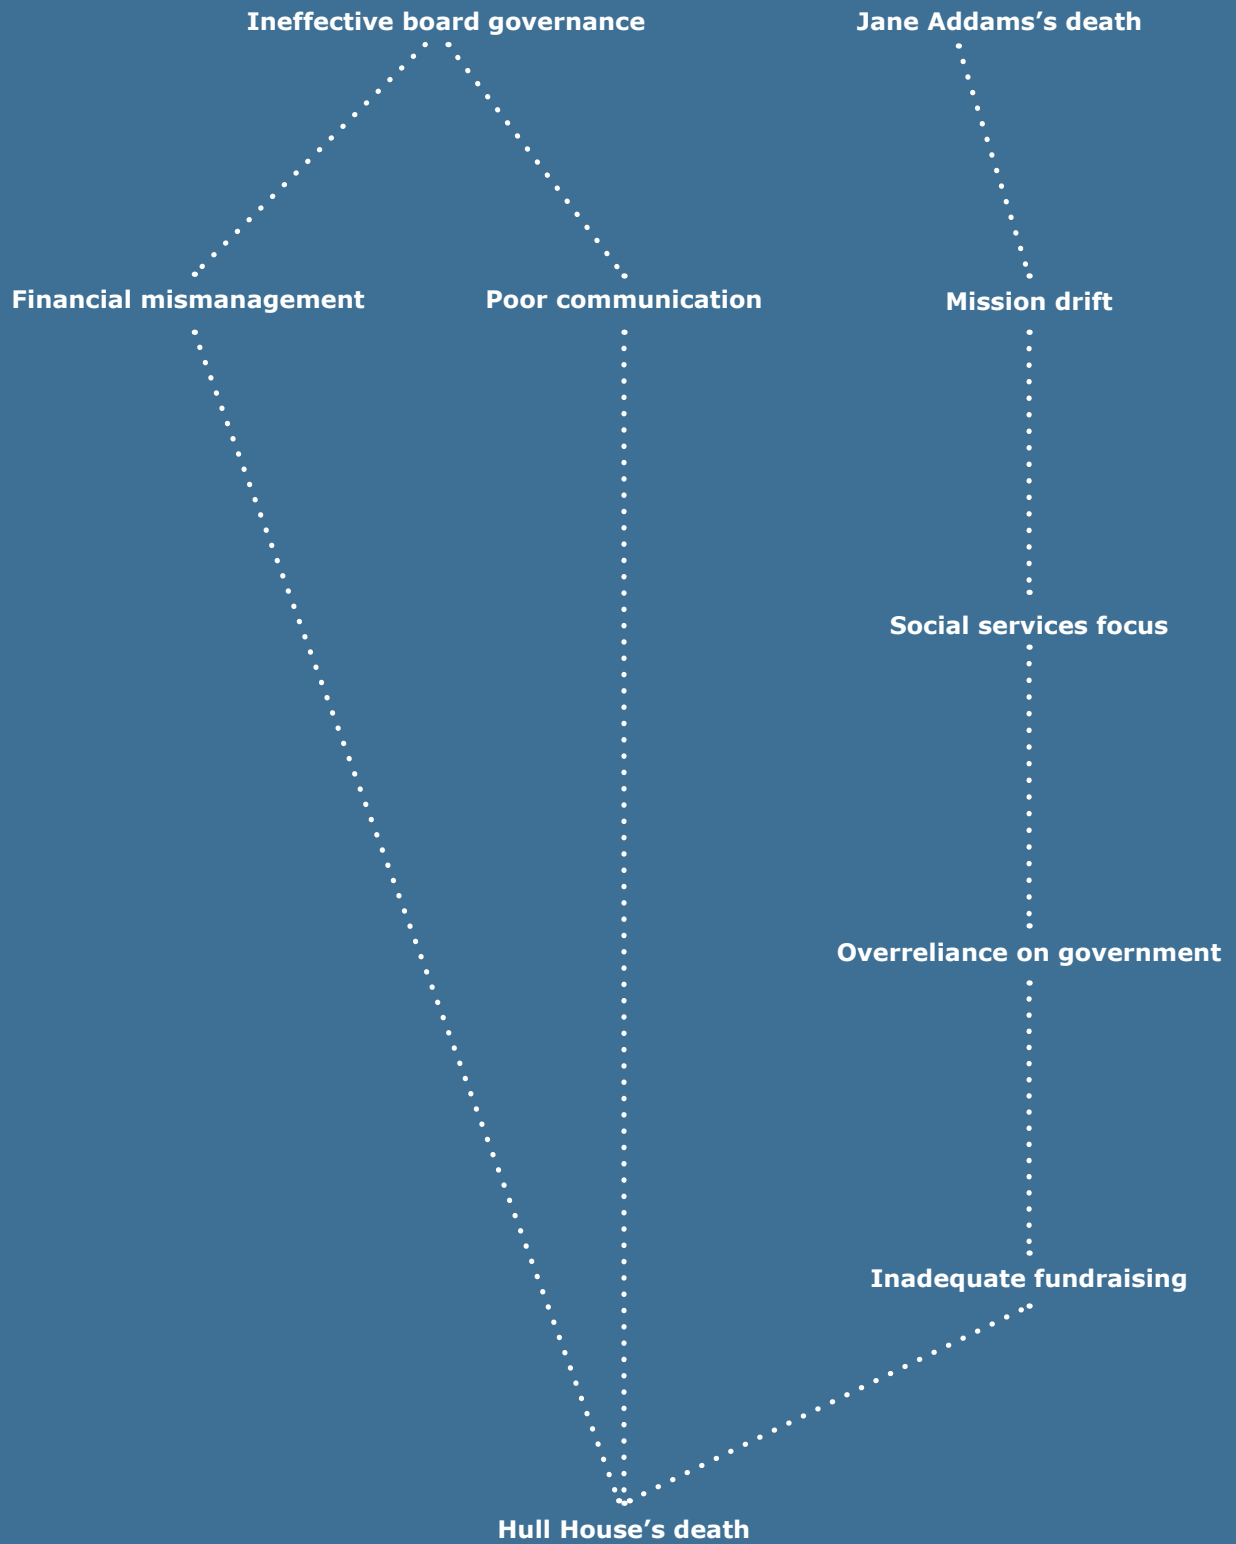 Ineffective board governance
Jane Addams’s death
Financial mismanagement
Poor communication
Mission drift
Social services focus
Overreliance on government
Inadequate fundraising
Hull House’s death